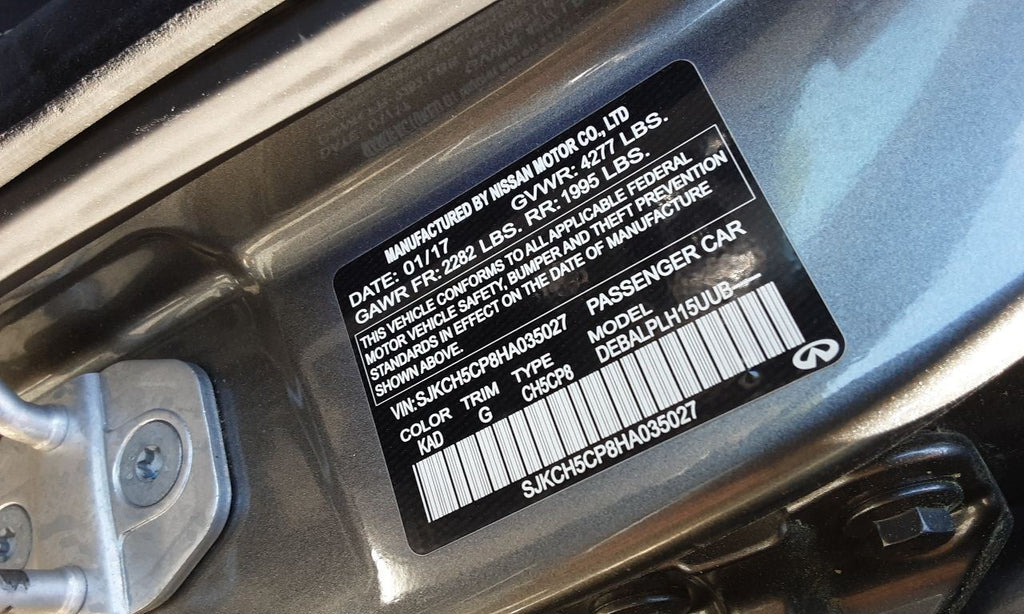 MANUFACTURED BY NISSAN MOTOR CO., LTD
DATE: 01/17 GVWR: 4277 LBS.
GAWR FR: 2282 LBS. RR: 1995 LBS.
THIS VEHICLE CONFORMS TO ALL APPLICABLE FEDERAL
MOTOR VEHICLE SAFETY, BUMPER AND THEFT PREVENTION
STANDARDS IN EFFECT ON THE DATE OF MANUFACTURE
SHOWN ABOVE.
VIN: SJKCH5CP8HA035027 PASSENGER CAR
COLOR TRIM TYPE MODEL
KAD G CH5CP8 DEBALPLH15UUB----
SJKCH5CP8HA035027